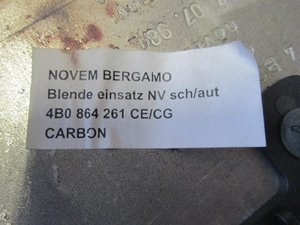 NOVEM BERGAMO
Blende einsatz NV sch/aut
4B0 864 261 CE/CG
CARBON